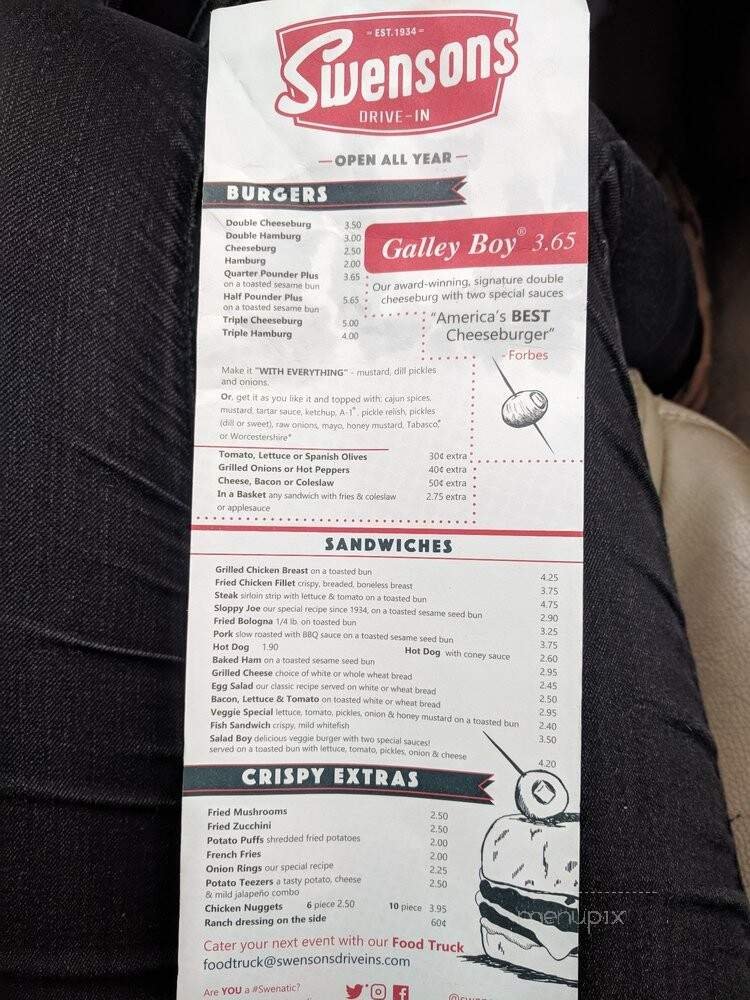 - EST. 1934 -
Swensons
DRIVE-IN
— OPEN ALL YEAR —
BURGERS
Double Cheeseburg 3.50
Double Hamburg 3.00
Cheeseburg 2.50
Hamburg 2.00
Quarter Pounder Plus 3.65
on a toasted sesame bun
Half Pounder Plus 5.65
on a toasted sesame bun
Triple Cheeseburg 5.00
Triple Hamburg 4.00
Galley Boy® 3.65
Our award-winning, signature double
cheeseburg with two special sauces
"America's BEST
Cheeseburger"
- Forbes
Make it "WITH EVERYTHING" - mustard, dill pickles
and onions.
Or, get it as you like it and topped with: cajun spices,
mustard, tartar sauce, ketchup, A-1®, pickle relish, pickles
(dill or sweet), raw onions, mayo, honey mustard, Tabasco,®
or Worcestershire®
Tomato, Lettuce or Spanish Olives 30¢ extra
Grilled Onions or Hot Peppers 40¢ extra
Cheese, Bacon or Coleslaw 50¢ extra
In a Basket any sandwich with fries & coleslaw 2.75 extra
or applesauce
SANDWICHES
Grilled Chicken Breast on a toasted bun 4.25
Fried Chicken Fillet crispy, breaded, boneless breast 3.75
Steak sirloin strip with lettuce & tomato on a toasted bun 4.75
Sloppy Joe our special recipe since 1934, on a toasted sesame seed bun 2.90
Fried Bologna 1/4 lb. on toasted bun 3.25
Pork slow roasted with BBQ sauce on a toasted sesame seed bun 3.75
Hot Dog 1.90 Hot Dog with coney sauce 2.60
Baked Ham on a toasted sesame seed bun 2.95
Grilled Cheese choice of white or whole wheat bread 2.45
Egg Salad our classic recipe served on white or wheat bread 2.50
Bacon, Lettuce & Tomato on toasted white or wheat bread 2.95
Veggie Special lettuce, tomato, pickles, onion & honey mustard on a toasted bun 2.40
Fish Sandwich crispy, mild whitefish 3.50
Salad Boy delicious veggie burger with two special sauces!
served on a toasted bun with lettuce, tomato, pickles, onion & cheese 4.20
CRISPY EXTRAS
Fried Mushrooms 2.50
Fried Zucchini 2.50
Potato Puffs shredded fried potatoes 2.00
French Fries 2.00
Onion Rings our special recipe 2.25
Potato Teezers a tasty potato, cheese 2.50
& mild jalapeño combo
Chicken Nuggets 6 piece 2.50 10 piece 3.95
Ranch dressing on the side 60¢
Cater your next event with our Food Truck
foodtruck@swensonsdriveins.com
Are YOU a #Swenatic?
menupix